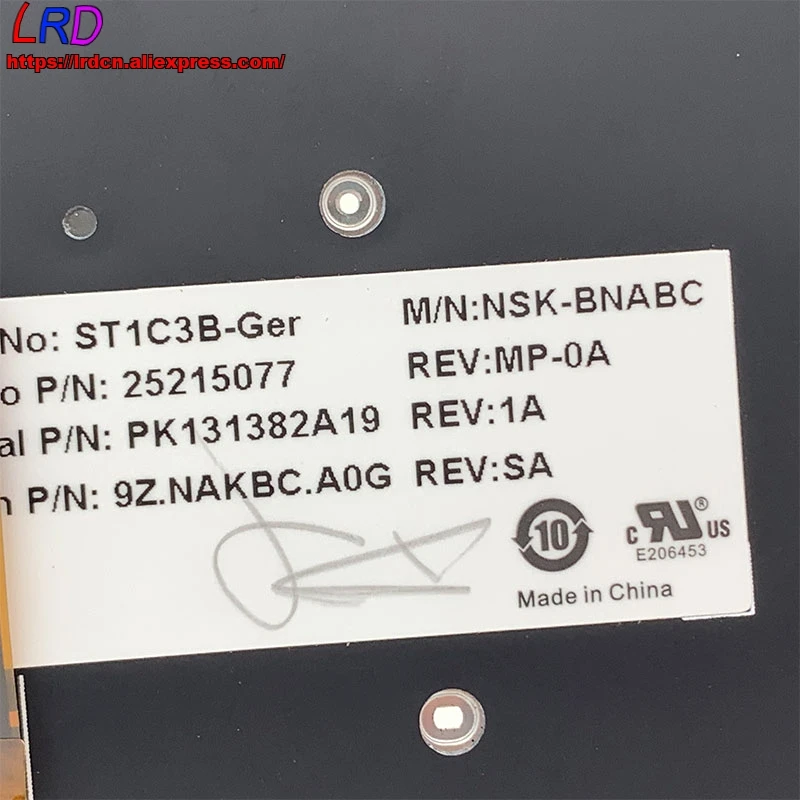 LRD
https://lrdcn.aliexpress.com/
No: ST1C3B-Ger M/N:NSK-BNABC
o P/N: 25215077 REV:MP-0A
al P/N: PK131382A19 REV:1A
P/N: 9Z.NAKBC.A0G REV:SA
10
c RU® US
E206453
Made in China